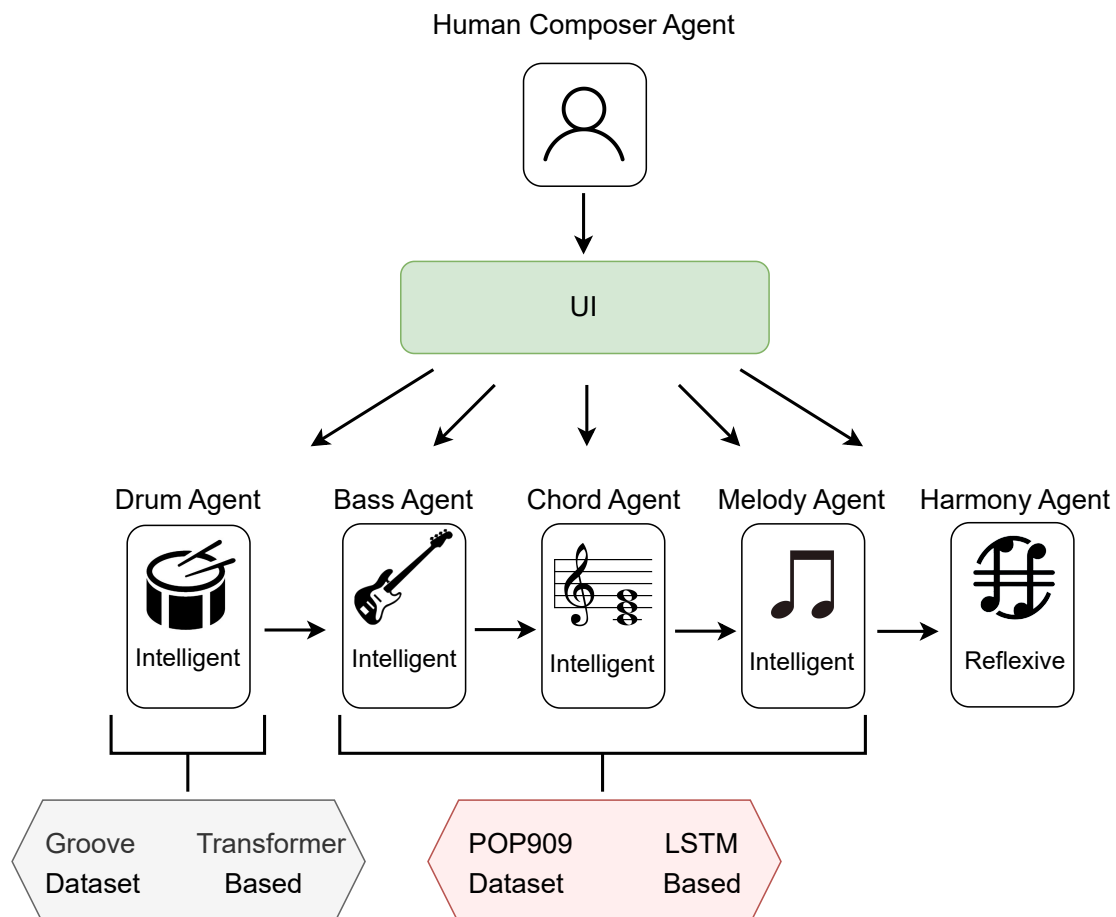 Human Composer Agent
UI
Drum Agent
Bass Agent
Chord Agent
Melody Agent
Harmony Agent
Intelligent
Intelligent
Intelligent
Intelligent
Reflexive
Groove
Dataset
Transformer
Based
POP909
Dataset
LSTM
Based